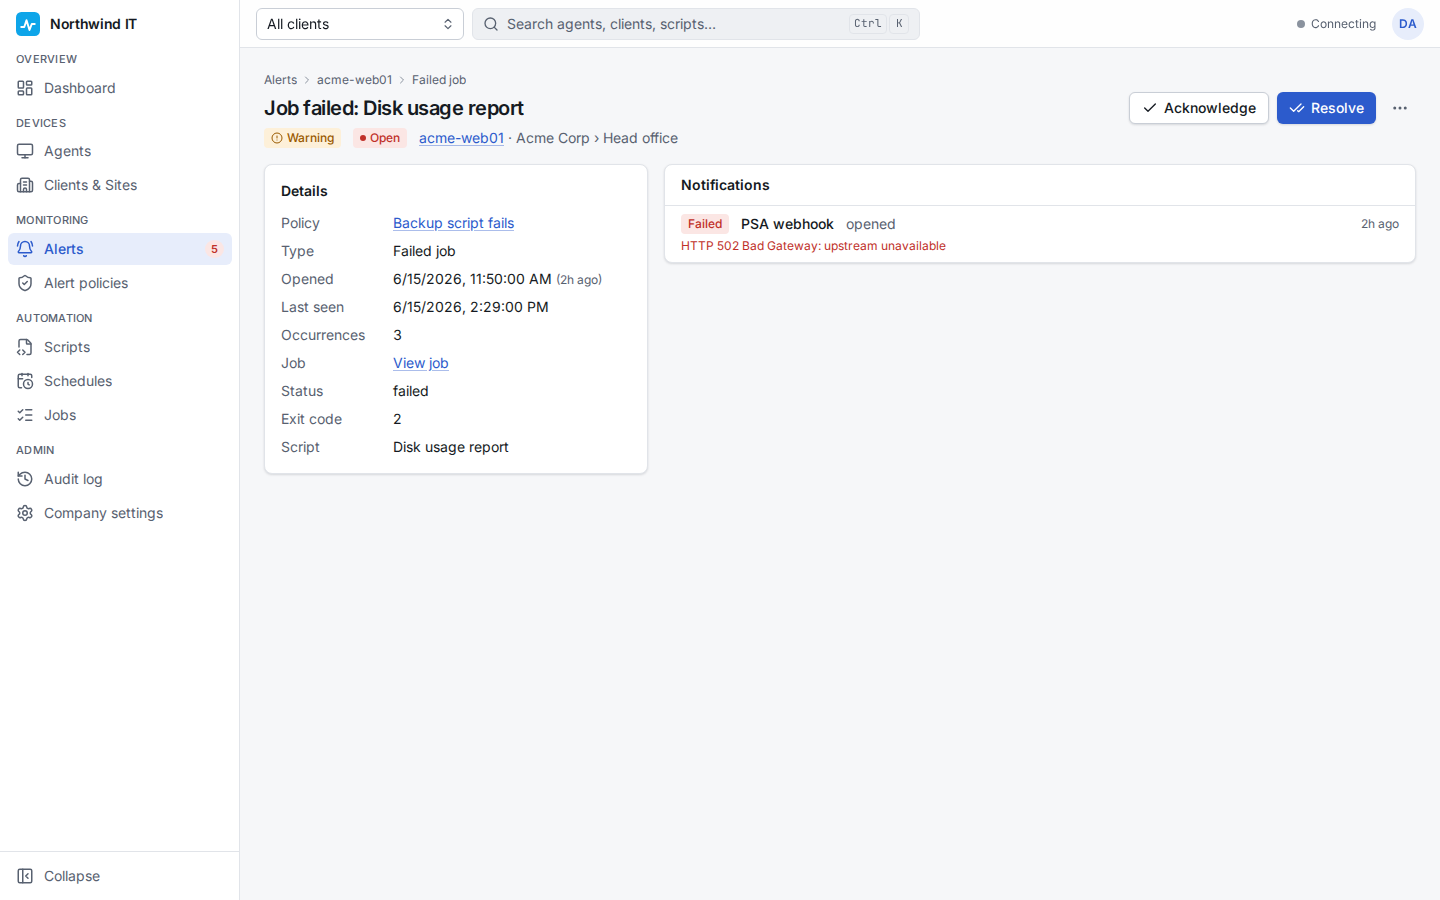 Northwind IT
All clients
Search agents, clients, scripts...
Ctrl K
Connecting
DA
OVERVIEW
Dashboard
DEVICES
Agents
Clients & Sites
MONITORING
Alerts
5
Alert policies
AUTOMATION
Scripts
Schedules
Jobs
ADMIN
Audit log
Company settings
Collapse
Alerts > acme-web01 > Failed job
Job failed: Disk usage report
Acknowledge
Resolve
Warning
Open
acme-web01 · Acme Corp › Head office
Details
Policy Backup script fails
Type Failed job
Opened 6/15/2026, 11:50:00 AM (2h ago)
Last seen 6/15/2026, 2:29:00 PM
Occurrences 3
Job View job
Status failed
Exit code 2
Script Disk usage report
Notifications
Failed PSA webhook opened 2h ago
HTTP 502 Bad Gateway: upstream unavailable